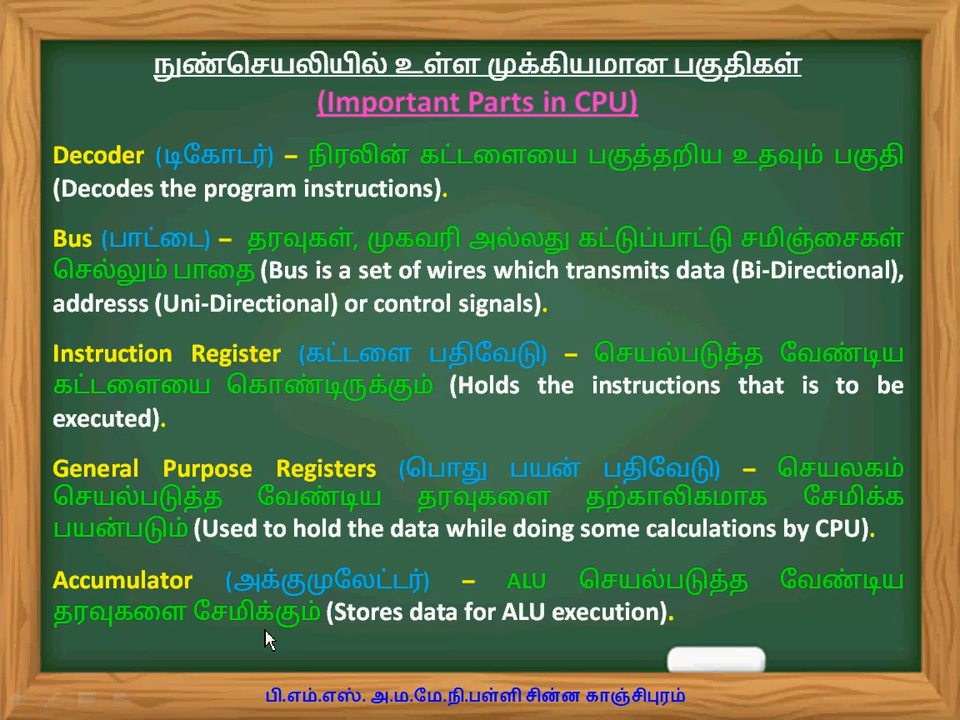 நுண்செயலியில் உள்ள முக்கியமான பகுதிகள்
(Important Parts in CPU)
Decoder (டிகோடர்) – நிரலின் கட்டளையை பகுத்தறிய உதவும் பகுதி
(Decodes the program instructions).
Bus (பாட்டை) – தரவுகள், முகவரி அல்லது கட்டுப்பாட்டு சமிஞ்சைகள்
செல்லும் பாதை (Bus is a set of wires which transmits data (Bi-Directional),
addresss (Uni-Directional) or control signals).
Instruction Register (கட்டளை பதிவேடு) – செயல்படுத்த வேண்டிய
கட்டளையை கொண்டிருக்கும் (Holds the instructions that is to be
executed).
General Purpose Registers (பொது பயன் பதிவேடு) – செயலகம்
செயல்படுத்த வேண்டிய தரவுகளை தற்காலிகமாக சேமிக்க
பயன்படும் (Used to hold the data while doing some calculations by CPU).
Accumulator (அக்குமுலேட்டர்) – ALU செயல்படுத்த வேண்டிய
தரவுகளை சேமிக்கும் (Stores data for ALU execution).
பி.எம்.எஸ். அ.ம.மே.நி.பள்ளி சின்ன காஞ்சிபுரம்